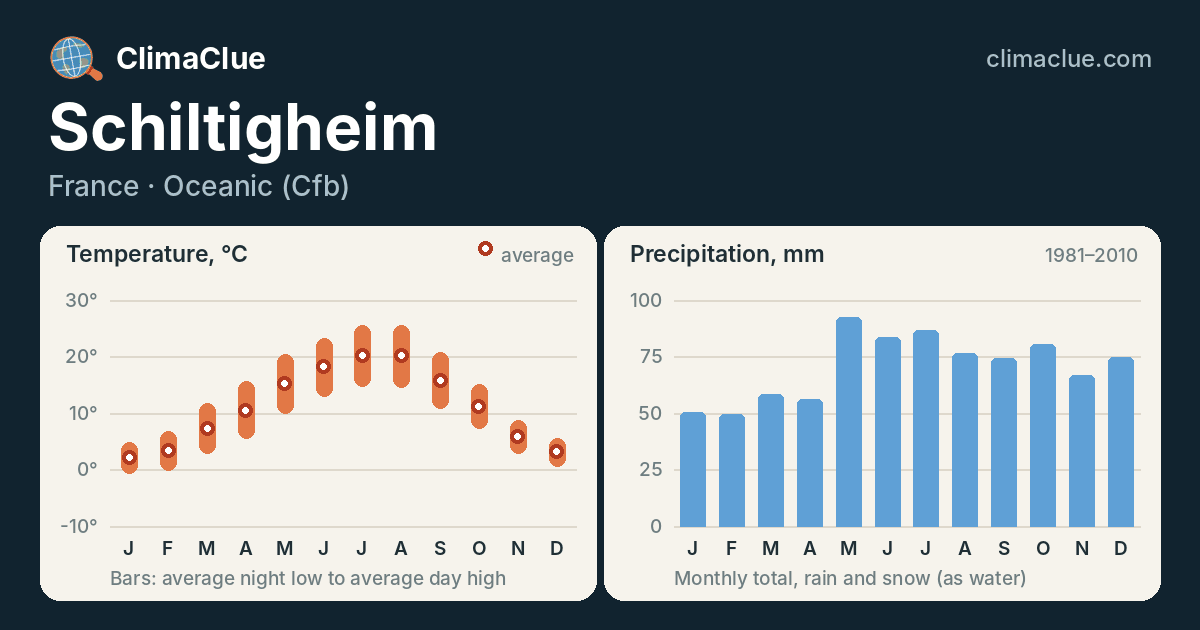 ClimaClue
climaclue.com
Schiltigheim
France · Oceanic (Cfb)
Temperature, °C
average
30°
20°
10°
0°
-10°
J F M A M J J A S O N D
Bars: average night low to average day high
Precipitation, mm
1981–2010
100
75
50
25
0
J F M A M J J A S O N D
Monthly total, rain and snow (as water)